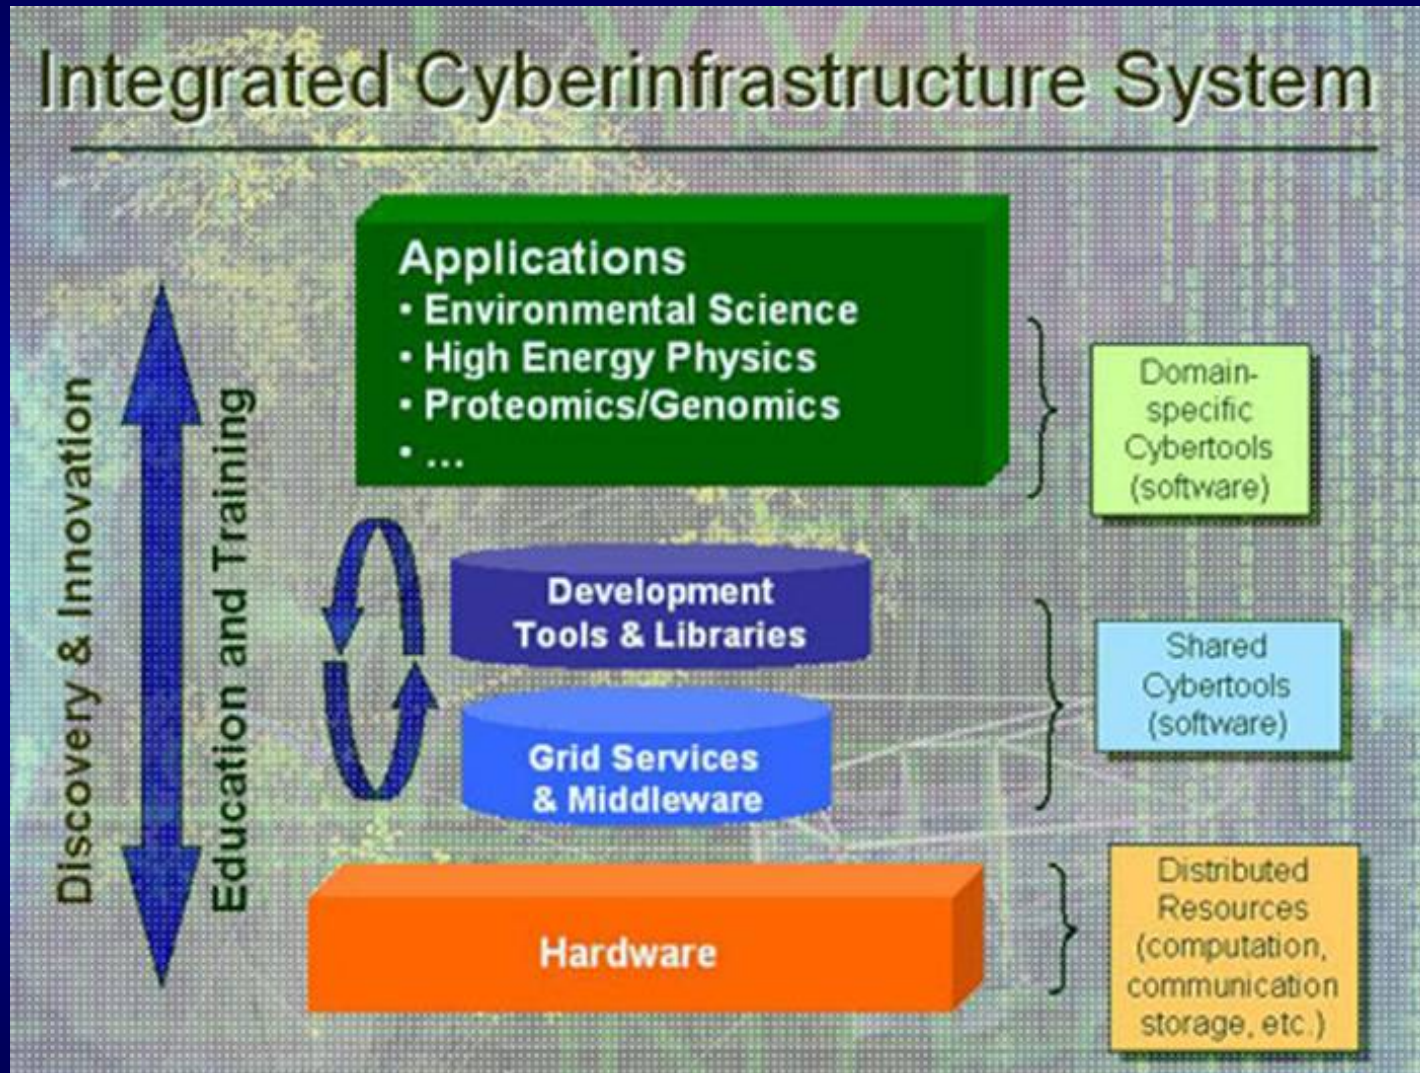 Integrated Cyberinfrastructure System
Applications
• Environmental Science
• High Energy Physics
• Proteomics/Genomics
• ...
Domain-
specific
Cybertools
(software)
Discovery & Innovation
Education and Training
Development
Tools & Libraries
Shared
Cybertools
(software)
Grid Services
& Middleware
Hardware
Distributed
Resources
(computation,
communication
storage, etc.)